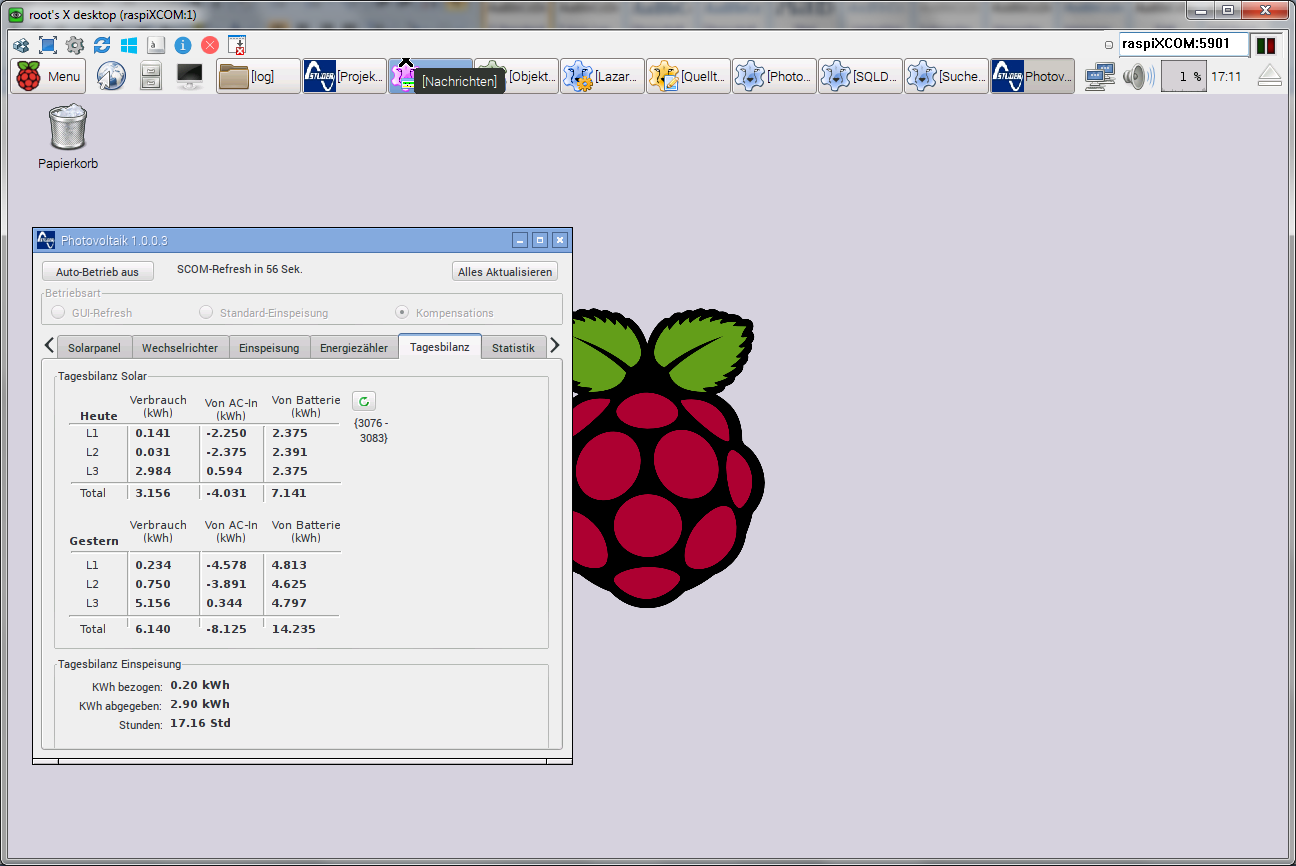 root's X desktop (raspiXCOM:1)
raspiXCOM:5901
Menu
[log]
[Projek...
[Objekt...
[Lazar...
[Quellt...
[Photo...
[SQLD...
[Suche...
Photov...
1 %
17:11
[Nachrichten]
Papierkorb
Photovoltaik 1.0.0.3
Auto-Betrieb aus
SCOM-Refresh in 56 Sek.
Alles Aktualisieren
Betriebsart
GUI-Refresh
Standard-Einspeisung
Kompensations
Solarpanel
Wechselrichter
Einspeisung
Energiezähler
Tagesbilanz
Statistik
Tagesbilanz Solar
Heute Verbrauch (kWh) Von AC-In (kWh) Von Batterie (kWh)
{3076 -
3083}
L1 0.141 -2.250 2.375
L2 0.031 -2.375 2.391
L3 2.984 0.594 2.375
Total 3.156 -4.031 7.141
Gestern Verbrauch (kWh) Von AC-In (kWh) Von Batterie (kWh)
L1 0.234 -4.578 4.813
L2 0.750 -3.891 4.625
L3 5.156 0.344 4.797
Total 6.140 -8.125 14.235
Tagesbilanz Einspeisung
KWh bezogen: 0.20 kWh
KWh abgegeben: 2.90 kWh
Stunden: 17.16 Std